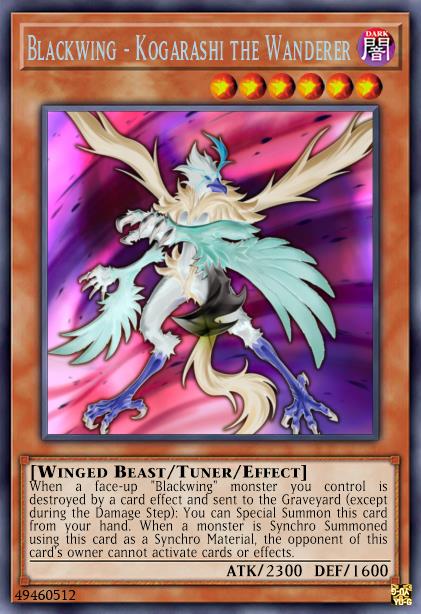 Blackwing - Kogarashi the Wanderer
DARK
闇
[Winged Beast/Tuner/Effect]
When a face-up "Blackwing" monster you control is
destroyed by a card effect and sent to the Graveyard (except
during the Damage Step): You can Special Summon this card
from your hand. When a monster is Synchro Summoned
using this card as a Synchro Material, the opponent of this
card's owner cannot activate cards or effects.
ATK/2300 DEF/1600
49460512